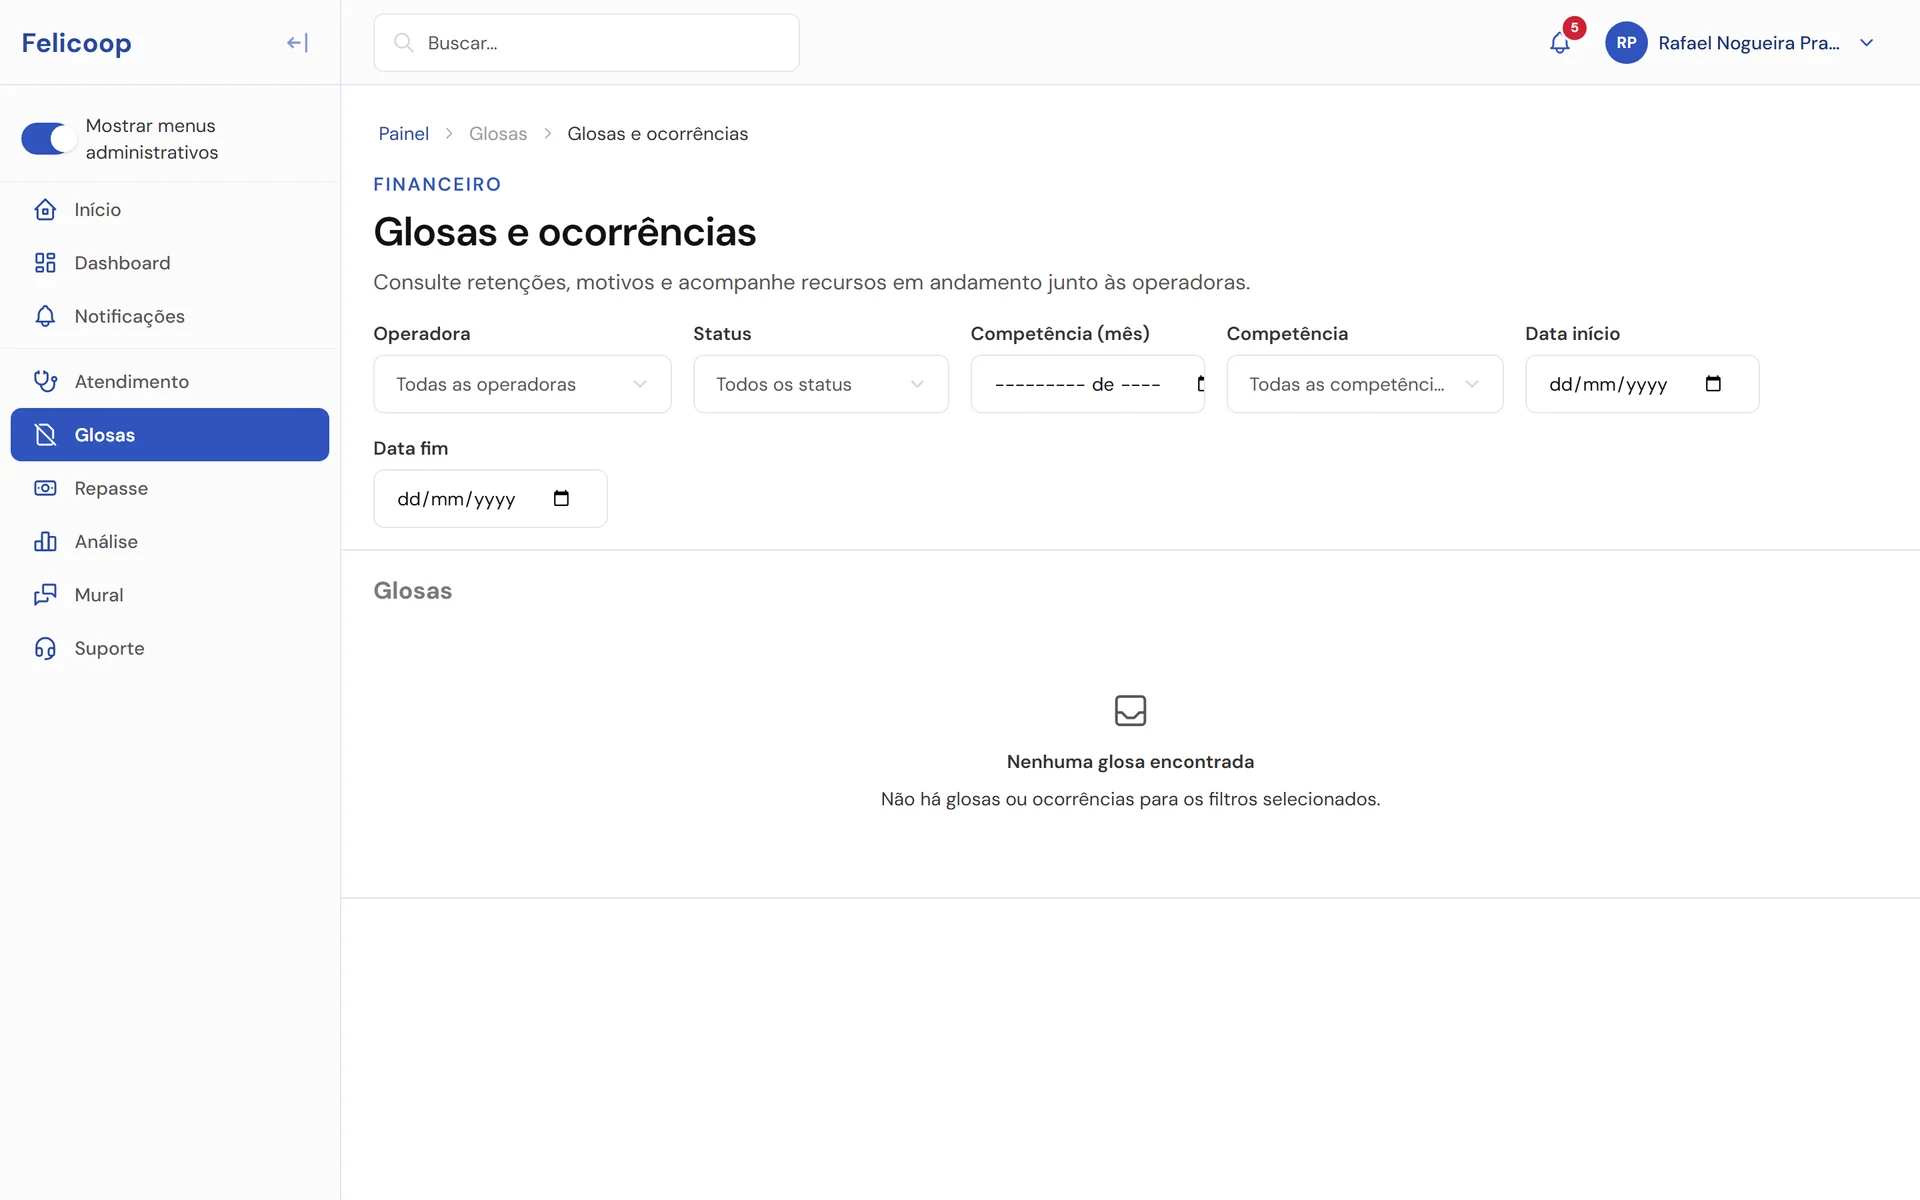 Felicoop
Buscar...
5
RP
Rafael Nogueira Pra...
Mostrar menus
administrativos
Início
Dashboard
Notificações
Atendimento
Glosas
Repasse
Análise
Mural
Suporte
Painel > Glosas > Glosas e ocorrências
FINANCEIRO
Glosas e ocorrências
Consulte retenções, motivos e acompanhe recursos em andamento junto às operadoras.
Operadora
Todas as operadoras
Status
Todos os status
Competência (mês)
--------- de ----
Competência
Todas as competênci...
Data início
dd/mm/yyyy
Data fim
dd/mm/yyyy
Glosas
Nenhuma glosa encontrada
Não há glosas ou ocorrências para os filtros selecionados.